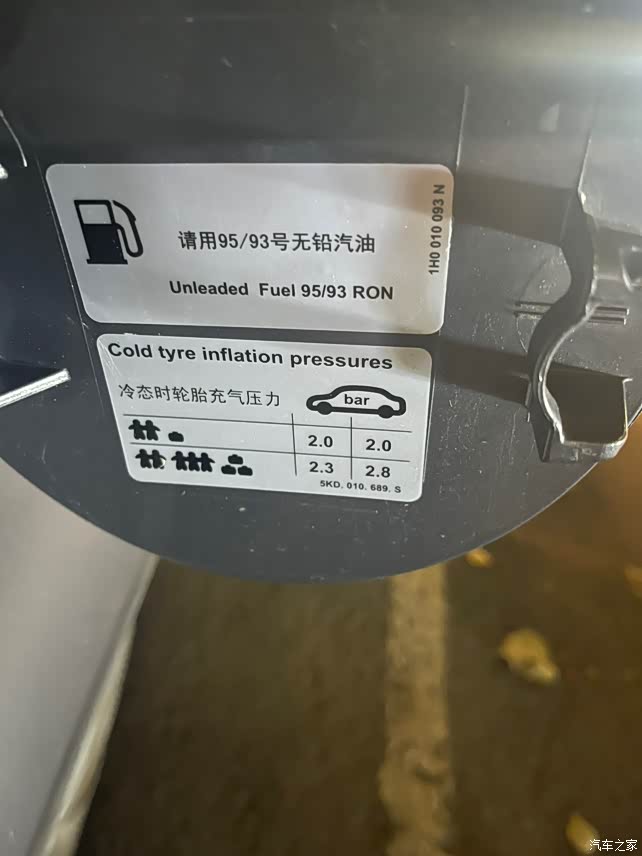 请用95/93号无铅汽油
Unleaded Fuel 95/93 RON
1H0 010 093 N
Cold tyre inflation pressures
冷态时轮胎充气压力
bar
2.0 2.0
2.3 2.8
5KD. 010. 689. S
汽车之家